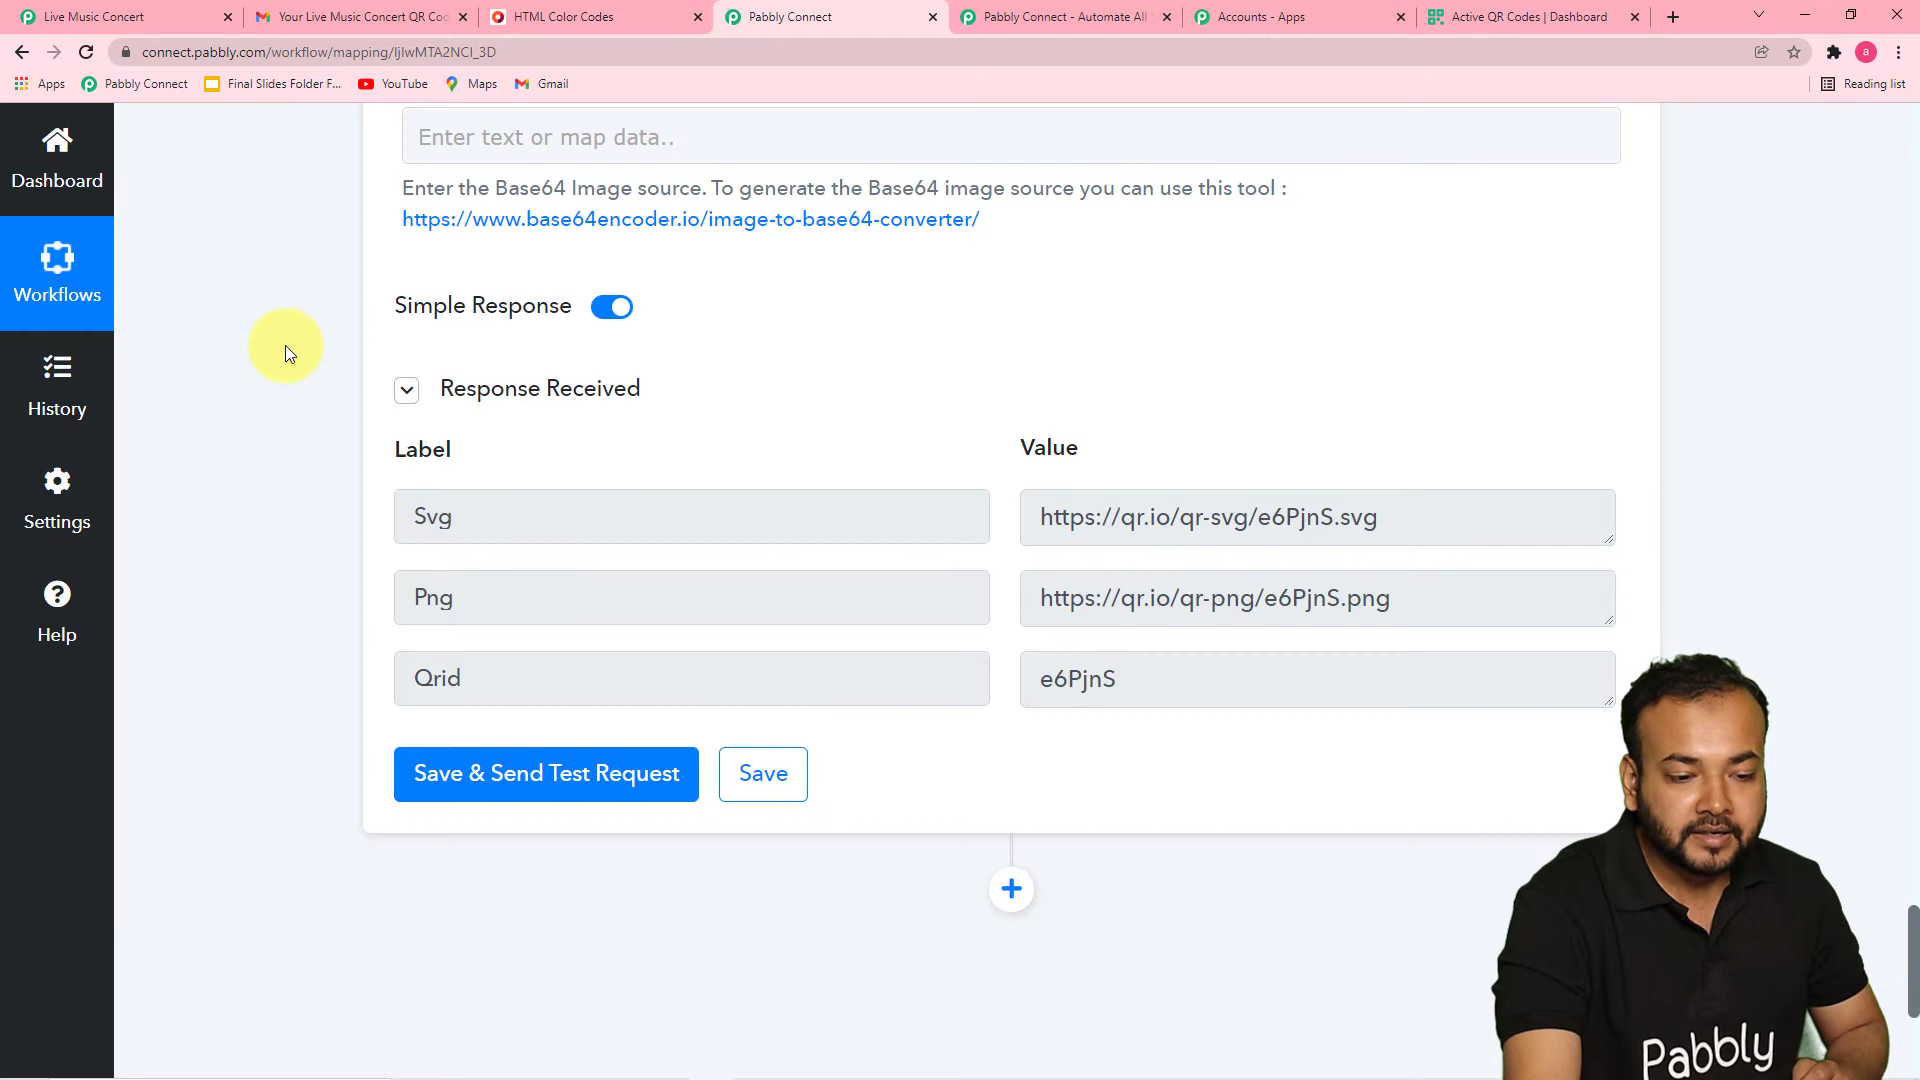 Live Music Concert
Your Live Music Concert QR Coc
HTML Color Codes
Pabbly Connect
Pabbly Connect - Automate All
Accounts - Apps
Active QR Codes | Dashboard
connect.pabbly.com/workflow/mapping/IjIwMTA2NCI_3D
a
Apps
Pabbly Connect
Final Slides Folder F...
YouTube
Maps
Gmail
Reading list
Dashboard
Workflows
History
Settings
Help
Enter text or map data..
Enter the Base64 Image source. To generate the Base64 image source you can use this tool :
https://www.base64encoder.io/image-to-base64-converter/
Simple Response
Response Received
Label
Value
Svg
https://qr.io/qr-svg/e6PjnS.svg
Png
https://qr.io/qr-png/e6PjnS.png
Qrid
e6PjnS
Save & Send Test Request
Save
Pabbly